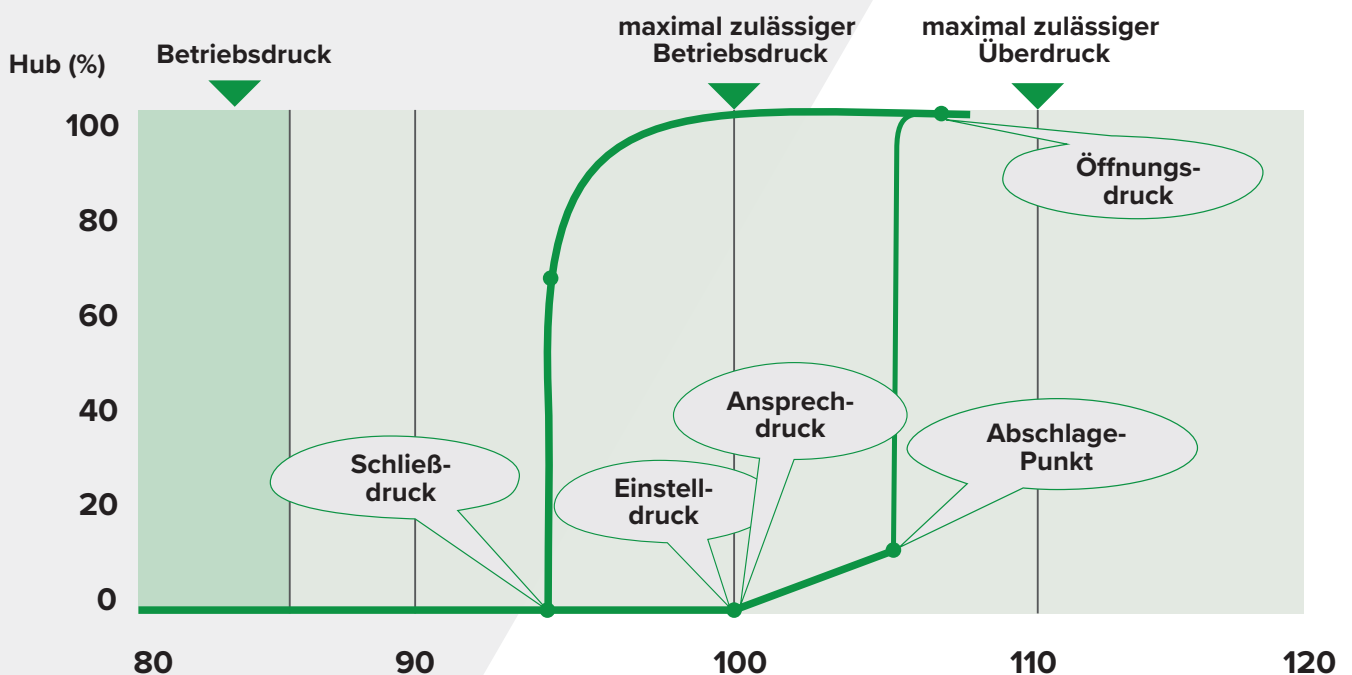 Hub (%)
Betriebsdruck
maximal zulässiger
Betriebsdruck
maximal zulässiger
Überdruck
100
80
60
40
20
0
Öffnungs-
druck
Ansprech-
druck
Abschlage-
Punkt
Schließ-
druck
Einstell-
druck
80
90
100
110
120